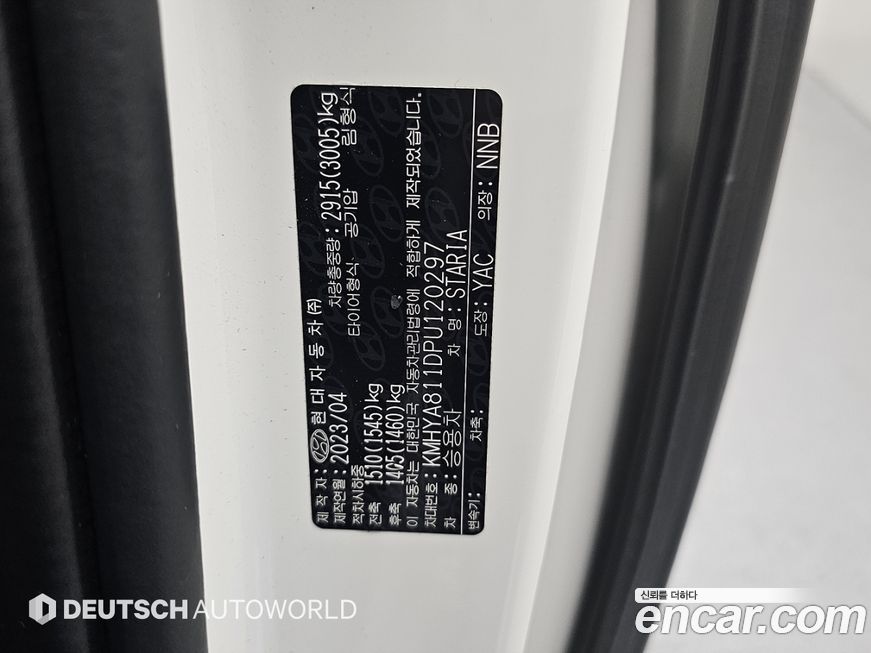 제 작 자: 현 대 자 동 차 (주)
제작연월: 2023/04 차량총중량: 2915(3005)kg
적차시하중 타이어형식 공기압 림형식
전축 1510(1545)kg
후축 1405(1460)kg
이 자동차는 대한민국 자동차관리법령에 적합하게 제작되었습니다.
차대번호: KMHYA811DPU120297
차 종: 승용차 차 명: STARIA
변속기: 차축: 도장: YAC 의장: NNB
DEUTSCH AUTOWORLD
신뢰를 더하다
encar.com